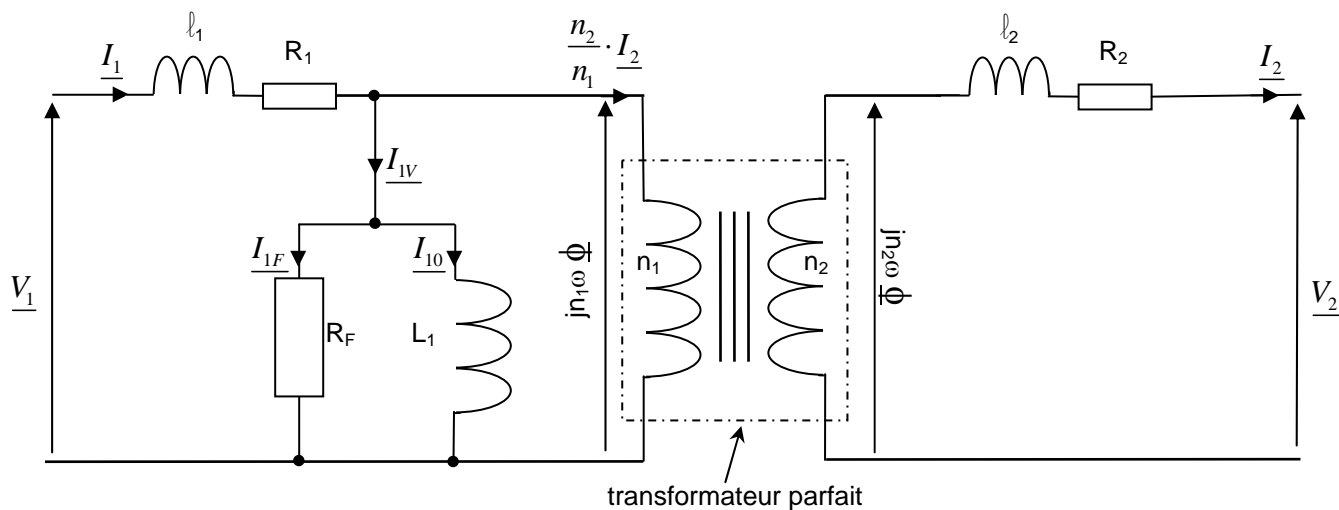 ℓ₁
R₁
I₁
n₂/n₁ · I₂
ℓ₂
R₂
I₂
I₁V
I₁F
I₁₀
V₁
R_F
L₁
jn₁ω ϕ
n₁
n₂
jn₂ω ϕ
V₂
transformateur parfait